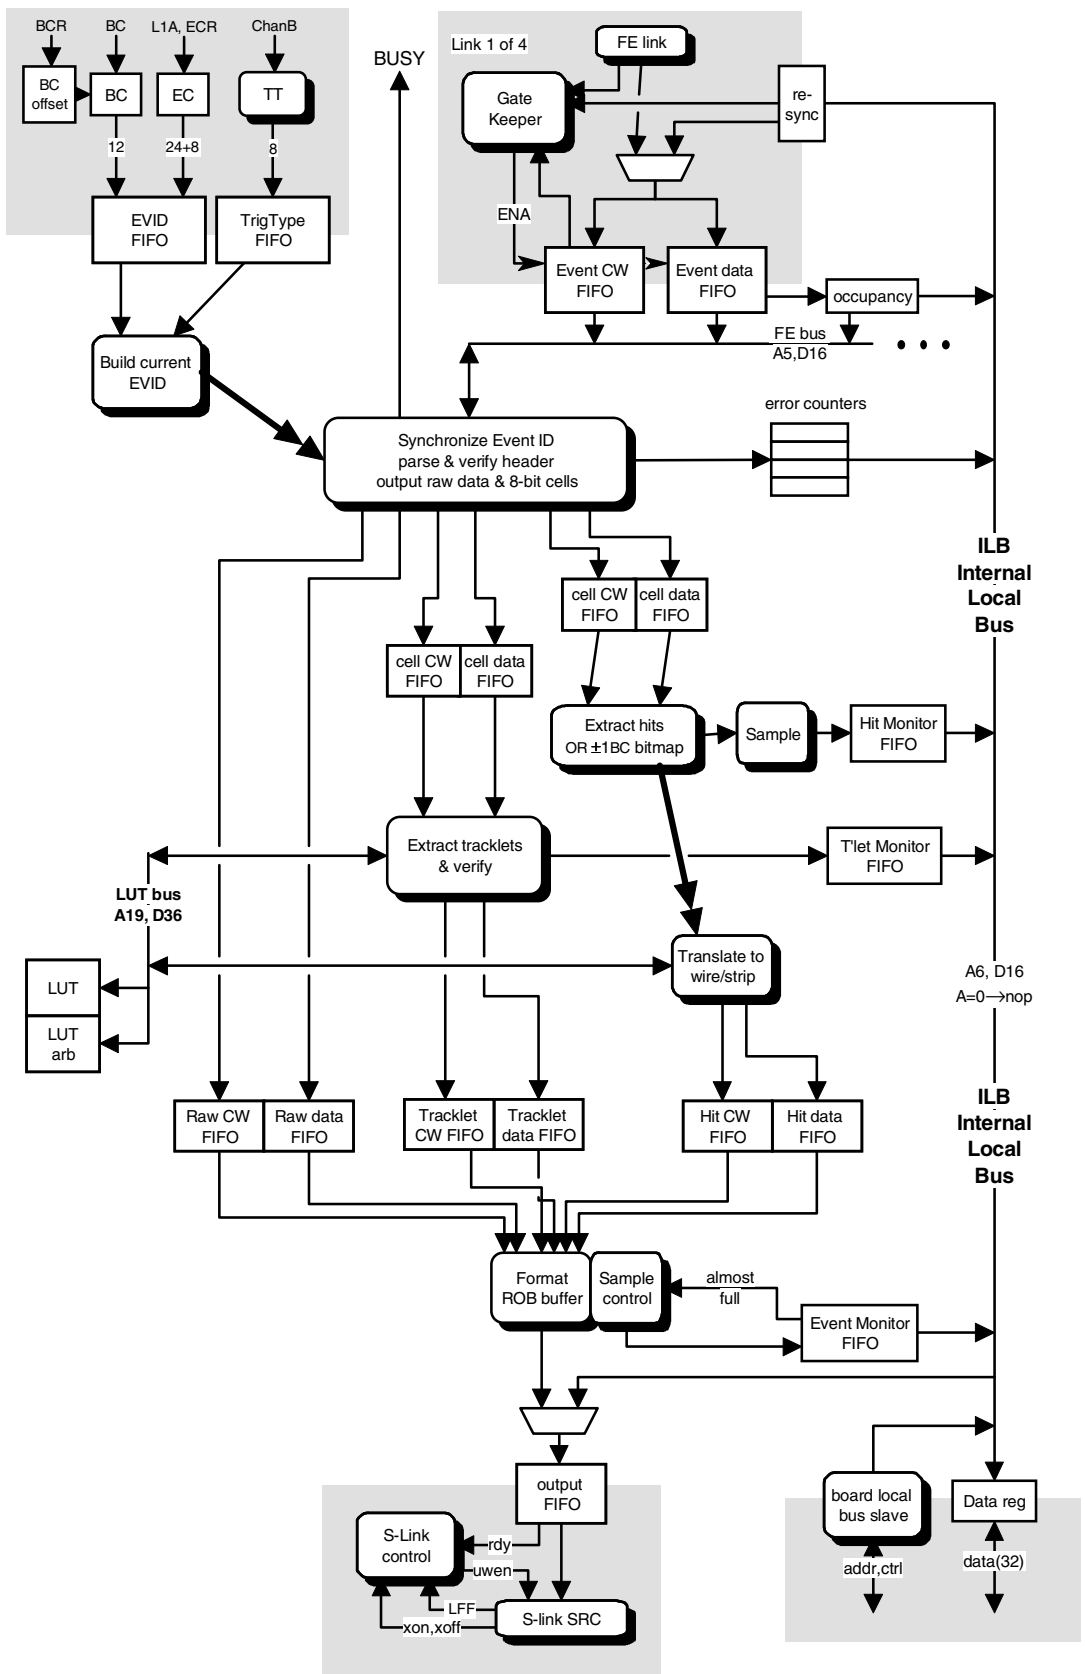 BCR
BC
L1A, ECR
ChanB
BC
offset
BC
EC
TT
12
24+8
8
EVID
FIFO
TrigType
FIFO
Build current
EVID
BUSY
Link 1 of 4
FE link
Gate
Keeper
re-
sync
ENA
Event CW
FIFO
Event data
FIFO
occupancy
FE bus
A5,D16
• • •
error counters
Synchronize Event ID
parse & verify header
output raw data & 8-bit cells
ILB
Internal
Local
Bus
cell CW
FIFO
cell data
FIFO
cell CW
FIFO
cell data
FIFO
Extract hits
OR ±1BC bitmap
Sample
Hit Monitor
FIFO
Extract tracklets
& verify
T'let Monitor
FIFO
LUT bus
A19, D36
Translate to
wire/strip
LUT
LUT
arb
A6, D16
A=0→nop
Raw CW
FIFO
Raw data
FIFO
Tracklet
CW FIFO
Tracklet
data FIFO
Hit CW
FIFO
Hit data
FIFO
ILB
Internal
Local
Bus
Format
ROB buffer
Sample
control
almost
full
Event Monitor
FIFO
output
FIFO
S-Link
control
rdy
uwen
LFF
xon,xoff
S-link SRC
board local
bus slave
Data reg
addr,ctrl
data(32)